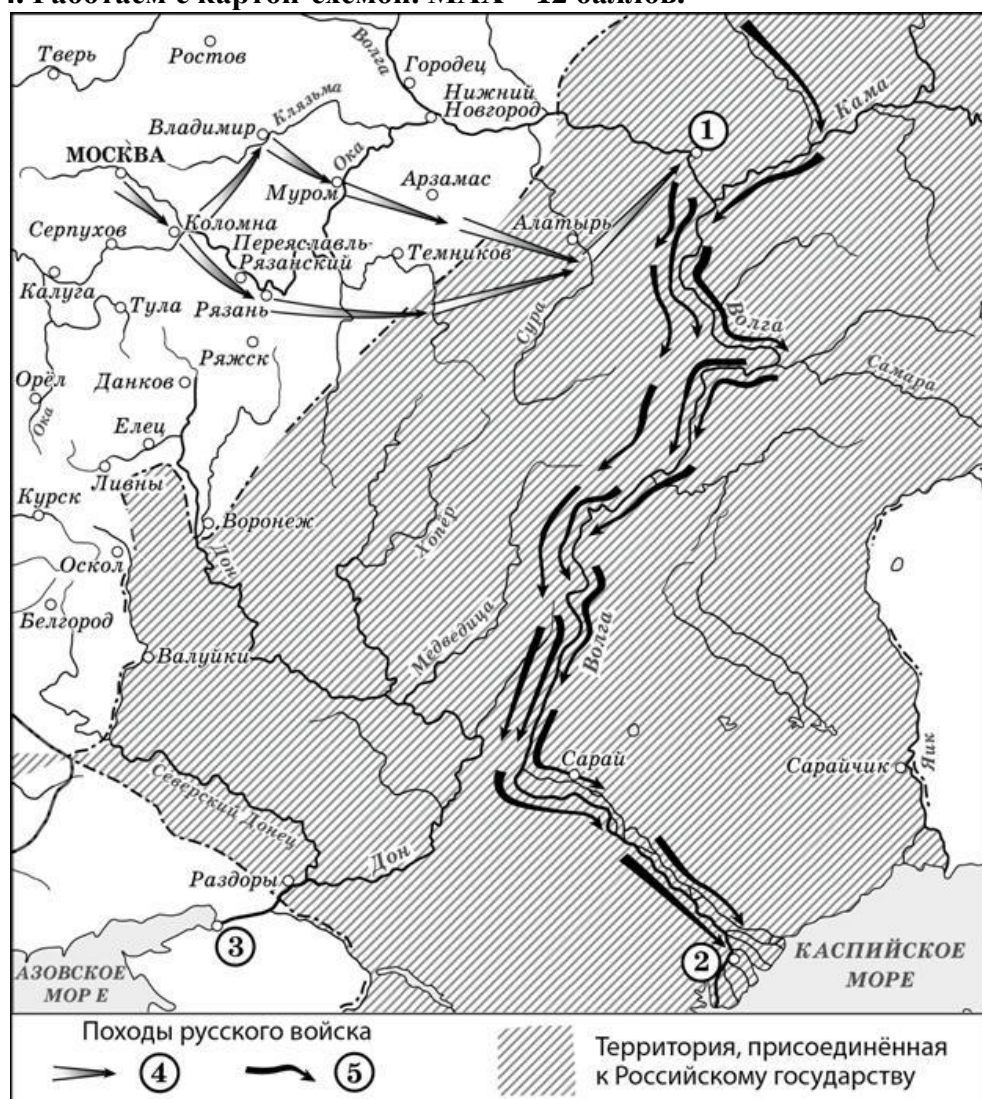 4. Работаем с картой-схемой. МАХ – 12 баллов.
Тверь
Ростов
Волга
Городец
Нижний
Новгород
Кама
Клязьма
Владимир
1
МОСКВА
Ока
Муром
Арзамас
Серпухов
Коломна
Переяславль-
Рязанский
Алатырь
Темников
Калуга
Тула
Рязань
Сура
Волга
Ряжск
Орёл
Данков
Самара
Ока
Елец
Ливны
Курск
Воронеж
Хопёр
Оскол
Дон
Белгород
Медведица
Волга
Валуйки
Сарай
Сарайчик
Яик
Северский Донец
Дон
Раздоры
3
2
КАСПИЙСКОЕ
МОРЕ
АЗОВСКОЕ
МОР Е
Походы русского войска
4
5
Территория, присоединённая
к Российскому государству